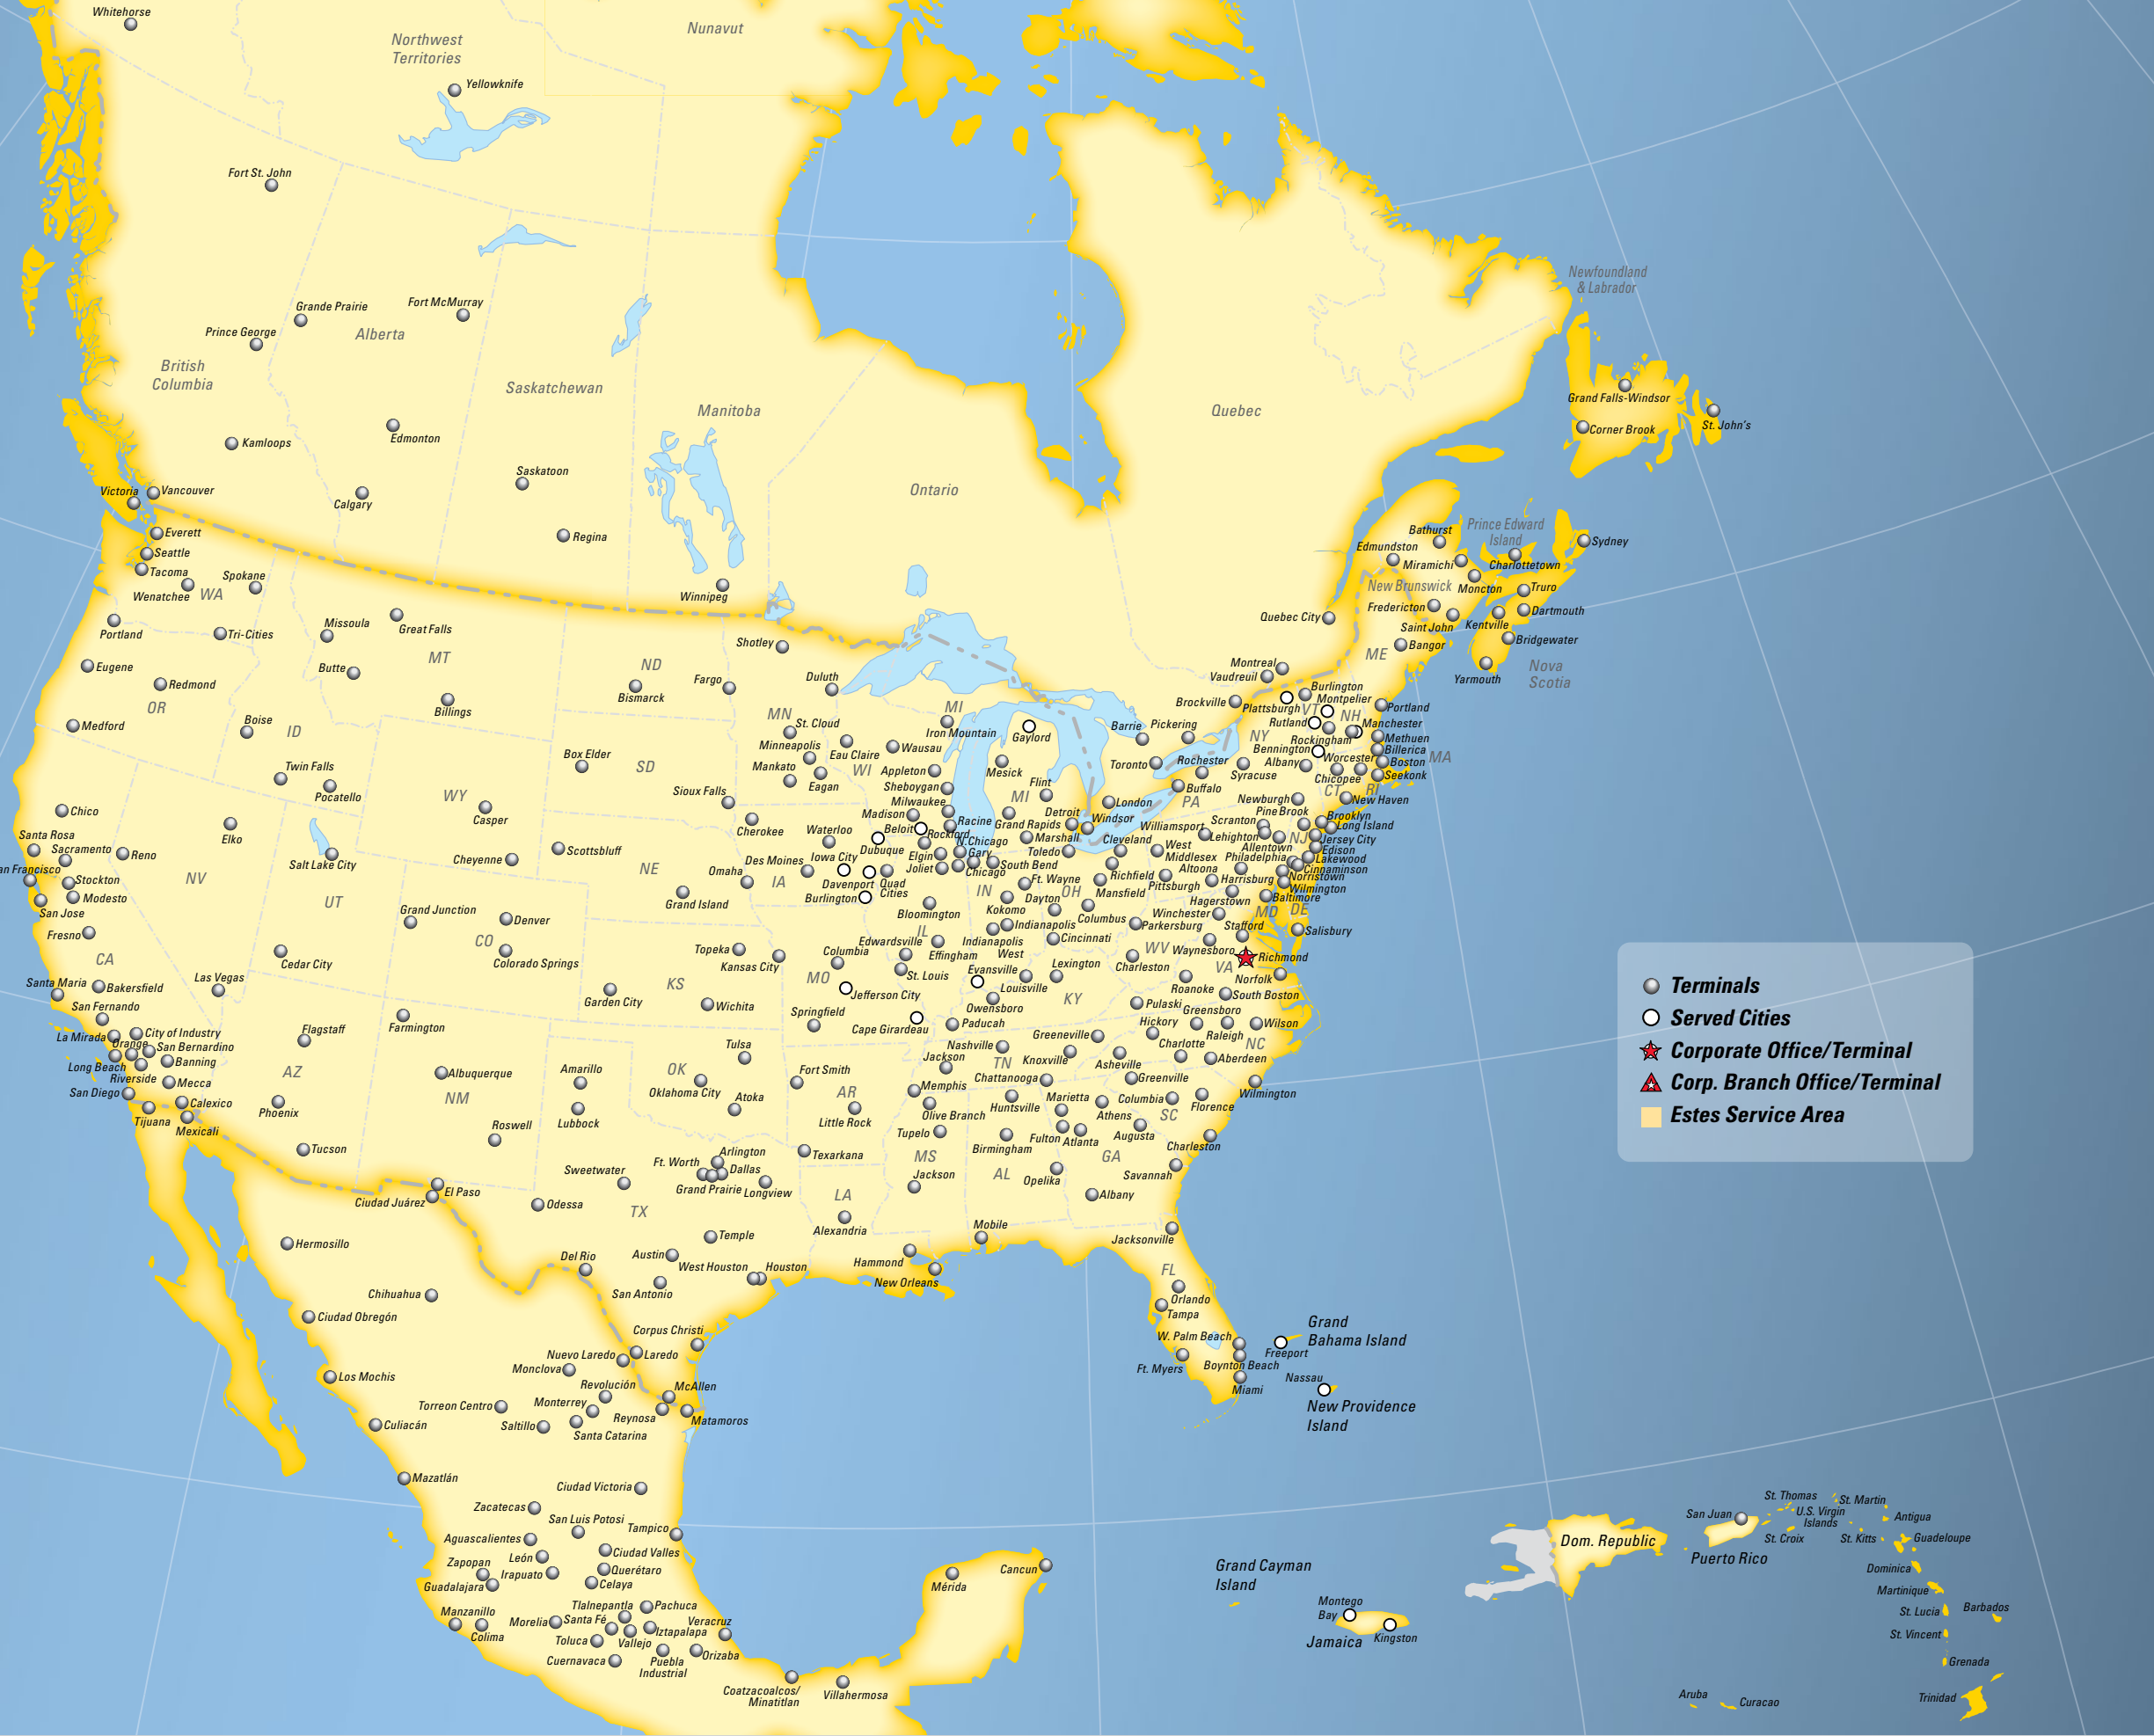 Whitehorse
Northwest
Territories
Nunavut
Yellowknife
Fort St. John
Newfoundland
& Labrador
Grande Prairie
Fort McMurray
Prince George
Alberta
British
Columbia
Saskatchewan
Manitoba
Quebec
Grand Falls-Windsor
Corner Brook
St. John's
Kamloops
Edmonton
Saskatoon
Ontario
Victoria
Vancouver
Calgary
Regina
Winnipeg
Bathurst
Prince Edward
Island
Sydney
Edmundston
Miramichi
Charlottetown
New Brunswick
Moncton
Truro
Fredericton
Dartmouth
Saint John
Kentville
Bridgewater
Quebec City
Bangor
ME
Yarmouth
Nova
Scotia
Everett
Seattle
Tacoma
Wenatchee
WA
Spokane
Portland
Tri-Cities
Missoula
Great Falls
Eugene
Butte
MT
ND
Bismarck
Fargo
Shotley
Duluth
Redmond
OR
Billings
Medford
Boise
ID
MN
St. Cloud
Minneapolis
Eau Claire
Wausau
Mankato
Eagan
WI
Appleton
Sheboygan
Milwaukee
Madison
Racine
Beloit
Rockford
N.Chicago
MI
Iron Mountain
Gaylord
Mesick
Flint
MI
Grand Rapids
Detroit
Windsor
London
Marshall
Barrie
Pickering
Toronto
Brockville
Montreal
Vaudreuil
Plattsburgh
Burlington
Montpelier
VT
NH
Portland
Rutland
Manchester
Rockingham
Methuen
Bennington
Billerica
Worcester
Boston
MA
Albany
Chicopee
Seekonk
NY
Rochester
Syracuse
Buffalo
CT
RI
New Haven
PA
Newburgh
Pine Brook
Brooklyn
Long Island
Scranton
Williamsport
Lehighton
NJ
Jersey City
Allentown
Edison
Philadelphia
Lakewood
Cinnaminson
Norristown
Wilmington
Harrisburg
Altoona
West
Middlesex
Pittsburgh
Baltimore
Hagerstown
MD
DE
Winchester
Stafford
Salisbury
Twin Falls
Pocatello
Box Elder
SD
Sioux Falls
WY
Casper
Chico
Elko
Cherokee
Waterloo
Santa Rosa
Sacramento
Reno
Salt Lake City
Cheyenne
Scottsbluff
Des Moines
Iowa City
Dubuque
Elgin
Gary
Joliet
Chicago
South Bend
Toledo
Cleveland
an Francisco
Stockton
Modesto
NV
NE
Omaha
IA
Davenport
Quad
Cities
Burlington
IN
Ft. Wayne
OH
Richfield
Mansfield
San Jose
UT
Grand Junction
Denver
Grand Island
Bloomington
Kokomo
Dayton
Columbus
Parkersburg
Fresno
CO
Topeka
IL
Indianapolis
Indianapolis
West
Cincinnati
CA
Cedar City
Colorado Springs
Kansas City
Columbia
Edwardsville
Effingham
WV
Waynesboro
Richmond
Charleston
VA
Norfolk
Santa Maria
Bakersfield
Las Vegas
KS
MO
St. Louis
Evansville
Louisville
Lexington
Roanoke
South Boston
San Fernando
Garden City
Wichita
Jefferson City
Owensboro
KY
Pulaski
Greensboro
Springfield
Cape Girardeau
Paducah
Hickory
Raleigh
Wilson
La Mirada
City of Industry
Flagstaff
Farmington
Greeneville
Orange
San Bernardino
Banning
Tulsa
Nashville
Knoxville
Charlotte
NC
Long Beach
Riverside
Mecca
Jackson
TN
Asheville
Aberdeen
AZ
Albuquerque
Amarillo
OK
Fort Smith
Chattanooga
Greenville
San Diego
Calexico
NM
Oklahoma City
AR
Memphis
Huntsville
Marietta
Columbia
Wilmington
Tijuana
Mexicali
Phoenix
Lubbock
Atoka
Little Rock
Olive Branch
Athens
SC
Florence
Tucson
Roswell
Arlington
Texarkana
Tupelo
Birmingham
Fulton
Atlanta
Augusta
Charleston
Sweetwater
Ft. Worth
Dallas
Grand Prairie
Longview
MS
Jackson
AL
GA
Opelika
Savannah
Albany
El Paso
Ciudad Juárez
Odessa
TX
LA
Alexandria
Temple
Mobile
Jacksonville
Hermosillo
Del Rio
Austin
West Houston
Houston
San Antonio
Hammond
New Orleans
FL
Orlando
Tampa
Chihuahua
Ciudad Obregón
Corpus Christi
W. Palm Beach
Ft. Myers
Boynton Beach
Miami
Grand
Bahama Island
Freeport
Nassau
New Providence
Island
Terminals
Served Cities
Corporate Office/Terminal
Corp. Branch Office/Terminal
Estes Service Area
Nuevo Laredo
Laredo
Monclova
Los Mochis
Revolución
McAllen
Torreon Centro
Monterrey
Reynosa
Matamoros
Culiacán
Saltillo
Santa Catarina
Mazatlán
Ciudad Victoria
Zacatecas
San Luis Potosi
Tampico
Aguascalientes
León
Ciudad Valles
Zapopan
Irapuato
Querétaro
Guadalajara
Celaya
Mérida
Cancun
Manzanillo
Colima
Morelia
Tlalnepantla
Santa Fé
Pachuca
Veracruz
Iztapalapa
Toluca
Vallejo
Orizaba
Cuernavaca
Puebla
Industrial
Coatzacoalcos/
Minatitlan
Villahermosa
Grand Cayman
Island
Montego
Bay
Jamaica
Kingston
Dom. Republic
San Juan
Puerto Rico
St. Thomas
U.S. Virgin
Islands
St. Croix
St. Martin
St. Kitts
Antigua
Guadeloupe
Dominica
Martinique
St. Lucia
Barbados
St. Vincent
Grenada
Aruba
Curacao
Trinidad